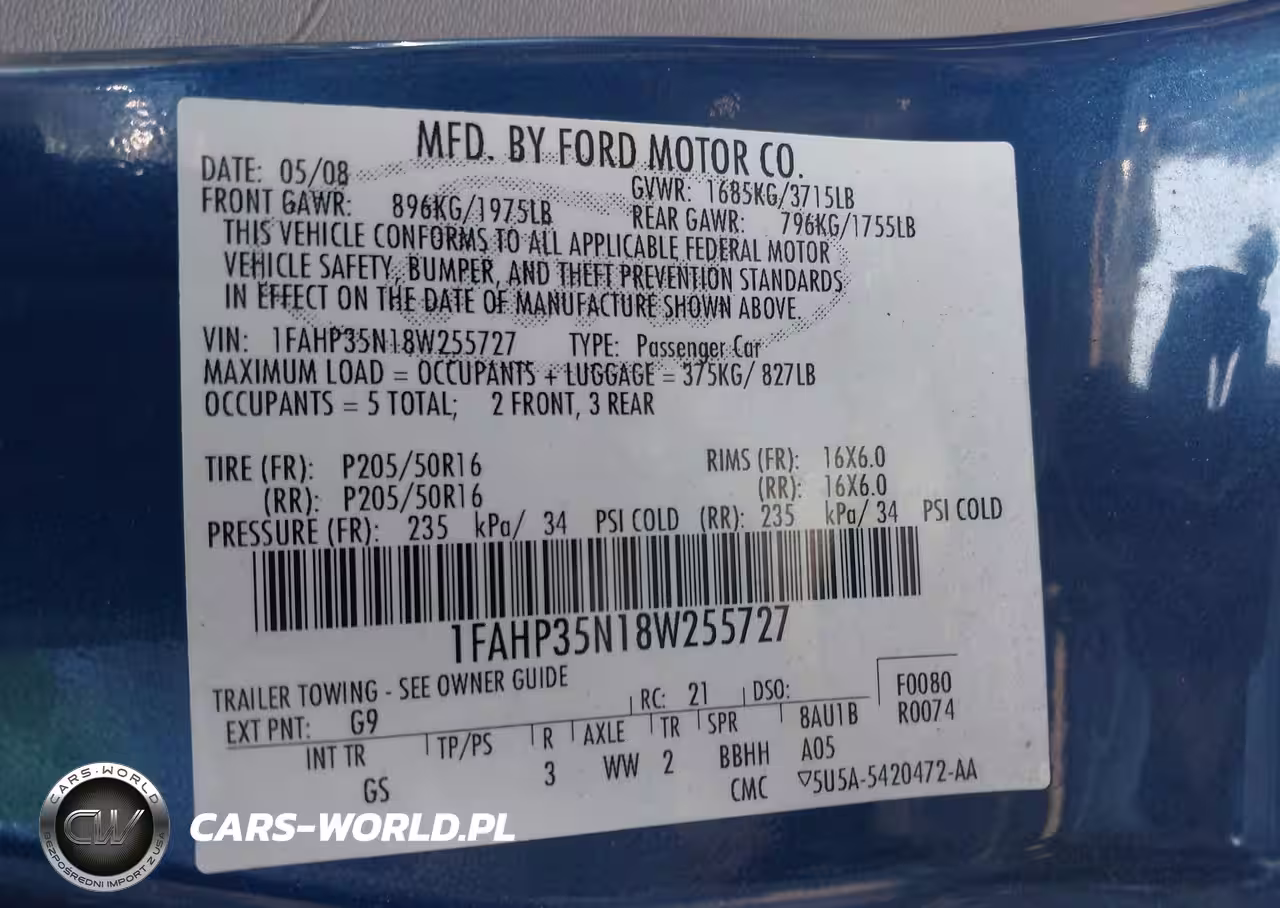 MFD. BY FORD MOTOR CO.
DATE: 05/08 GVWR: 1685KG/3715LB
FRONT GAWR: 896KG/1975LB REAR GAWR: 796KG/1755LB
THIS VEHICLE CONFORMS TO ALL APPLICABLE FEDERAL MOTOR
VEHICLE SAFETY, BUMPER, AND THEFT PREVENTION STANDARDS
IN EFFECT ON THE DATE OF MANUFACTURE SHOWN ABOVE.
VIN: 1FAHP35N18W255727 TYPE: Passenger Car
MAXIMUM LOAD = OCCUPANTS + LUGGAGE = 375KG/ 827LB
OCCUPANTS = 5 TOTAL; 2 FRONT, 3 REAR
TIRE (FR): P205/50R16 RIMS (FR): 16X6.0
(RR): P205/50R16 (RR): 16X6.0
PRESSURE (FR): 235 kPa/ 34 PSI COLD (RR): 235 kPa/ 34 PSI COLD
1FAHP35N18W255727
TRAILER TOWING - SEE OWNER GUIDE
EXT PNT: G9 RC: 21 DSO: F0080
INT TR TP/PS R AXLE TR SPR 8AU1B R0074
GS 3 WW 2 BBHH A05
CMC ▽5U5A-5420472-AA
CARS-WORLD
CW
BEZPOŚREDNI IMPORT Z USA
CARS-WORLD.PL